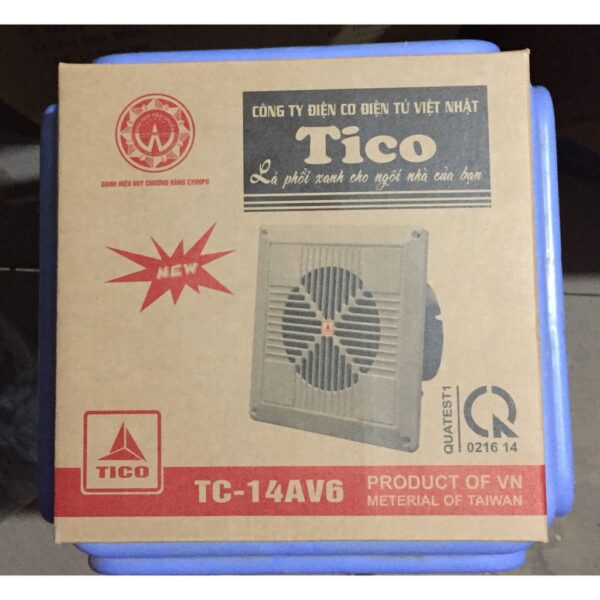 CÔNG TY ĐIỆN CƠ ĐIỆN TỬ VIỆT NHẬT
Tico
Lá phổi xanh cho ngôi nhà của bạn
DANH HIỆU HUY CHƯƠNG VÀNG EXIMPO
NEW
QUATEST1
0216 14
TICO
TC-14AV6
PRODUCT OF VN
METERIAL OF TAIWAN